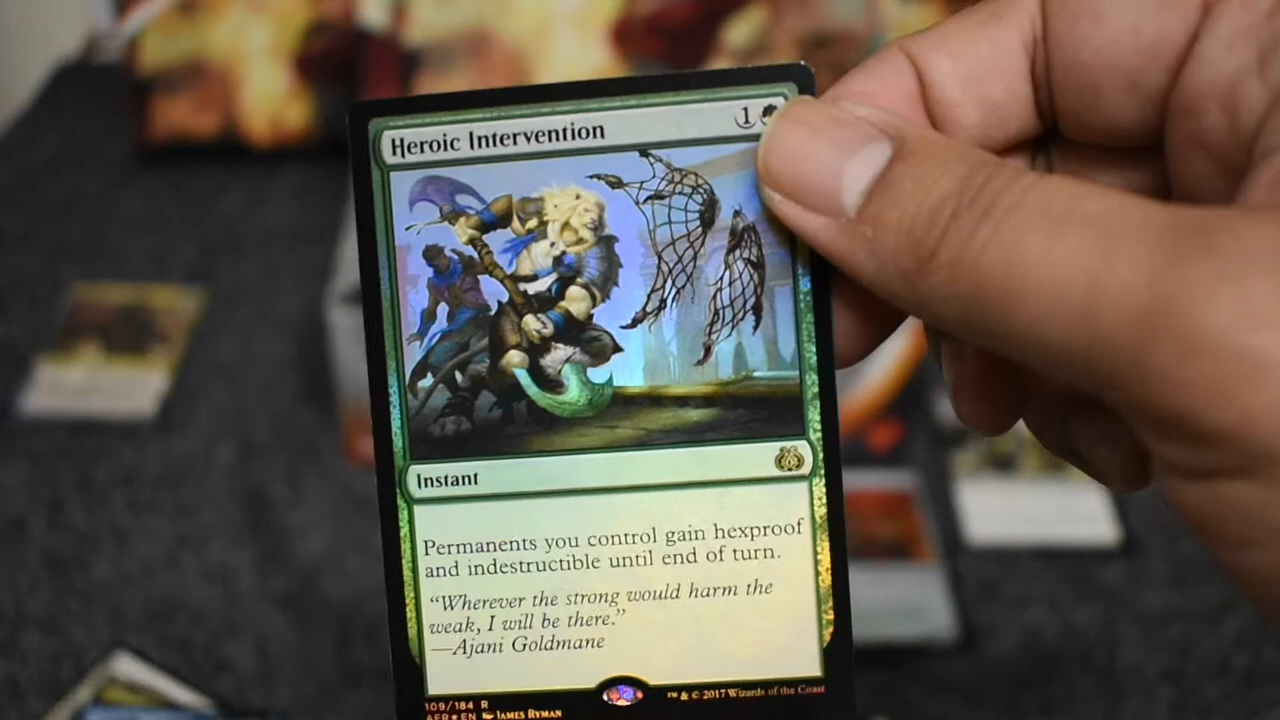 Heroic Intervention 1
Instant
Permanents you control gain hexproof
and indestructible until end of turn.
"Wherever the strong would harm the
weak, I will be there."
—Ajani Goldmane
109/184 R
™ & © 2017 Wizards of the Coast
AER★EN JAMES RYMAN